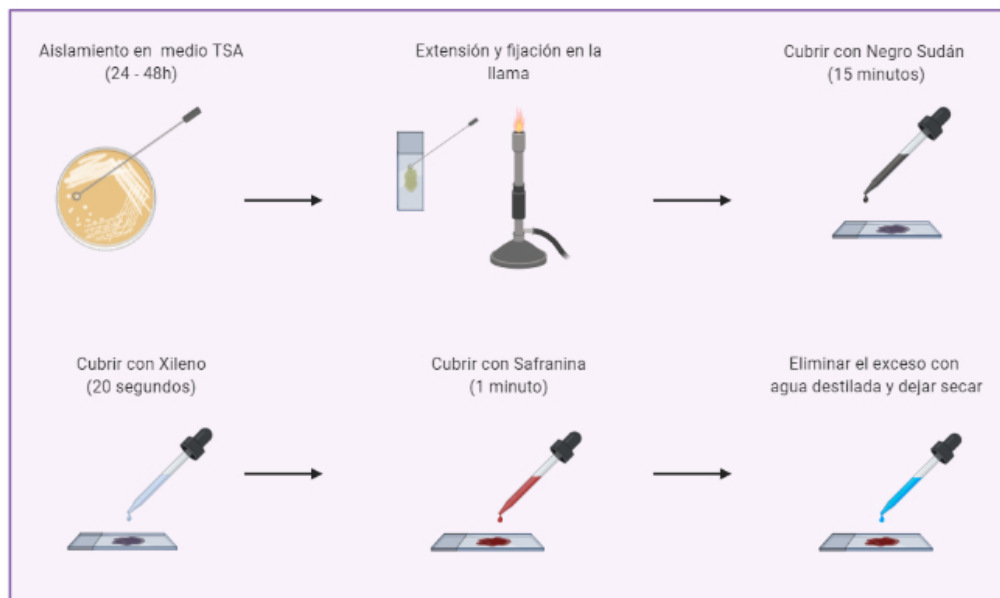 Aislamiento en medio TSA
(24 - 48h)
Extensión y fijación en la
llama
Cubrir con Negro Sudán
(15 minutos)
Cubrir con Xileno
(20 segundos)
Cubrir con Safranina
(1 minuto)
Eliminar el exceso con
agua destilada y dejar secar